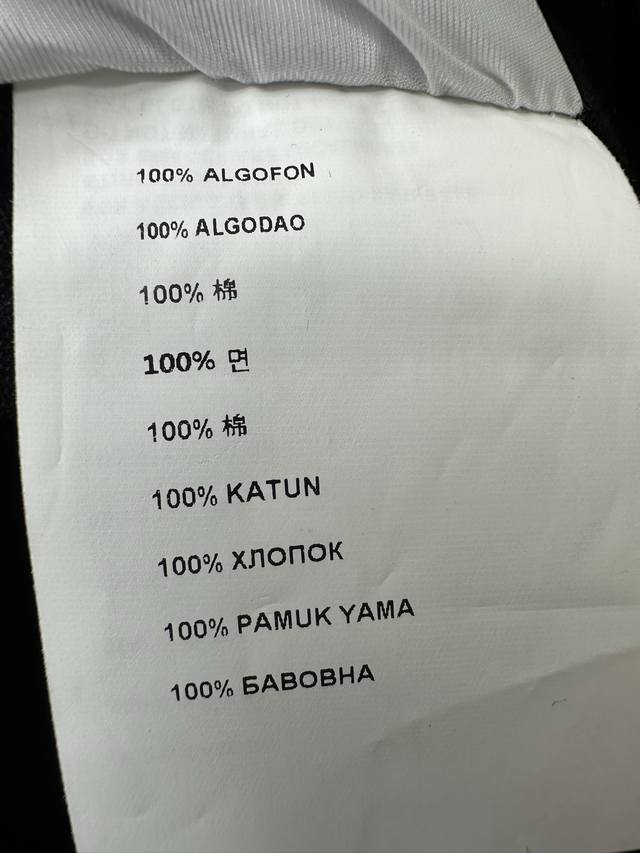 100% ALGOFON
100% ALGODAO
100% 棉
100% 면
100% 棉
100% KATUN
100% ХЛОПОК
100% PAMUK YAMA
100% БАВОВНА